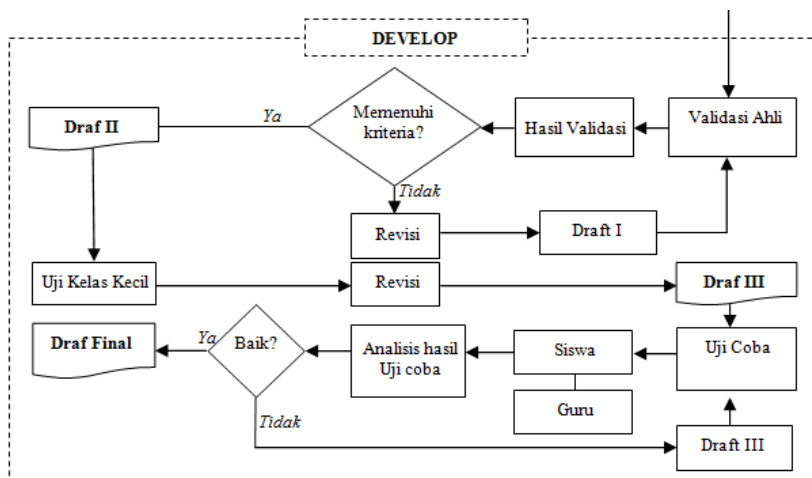 DEVELOP
Ya
Draf II
Memenuhi
kriteria?
Hasil Validasi
Validasi Ahli
Tidak
Revisi
Draft I
Uji Kelas Kecil
Revisi
Draf III
Draf Final
Ya
Baik?
Analisis hasil
Uji coba
Siswa
Uji Coba
Guru
Tidak
Draft III